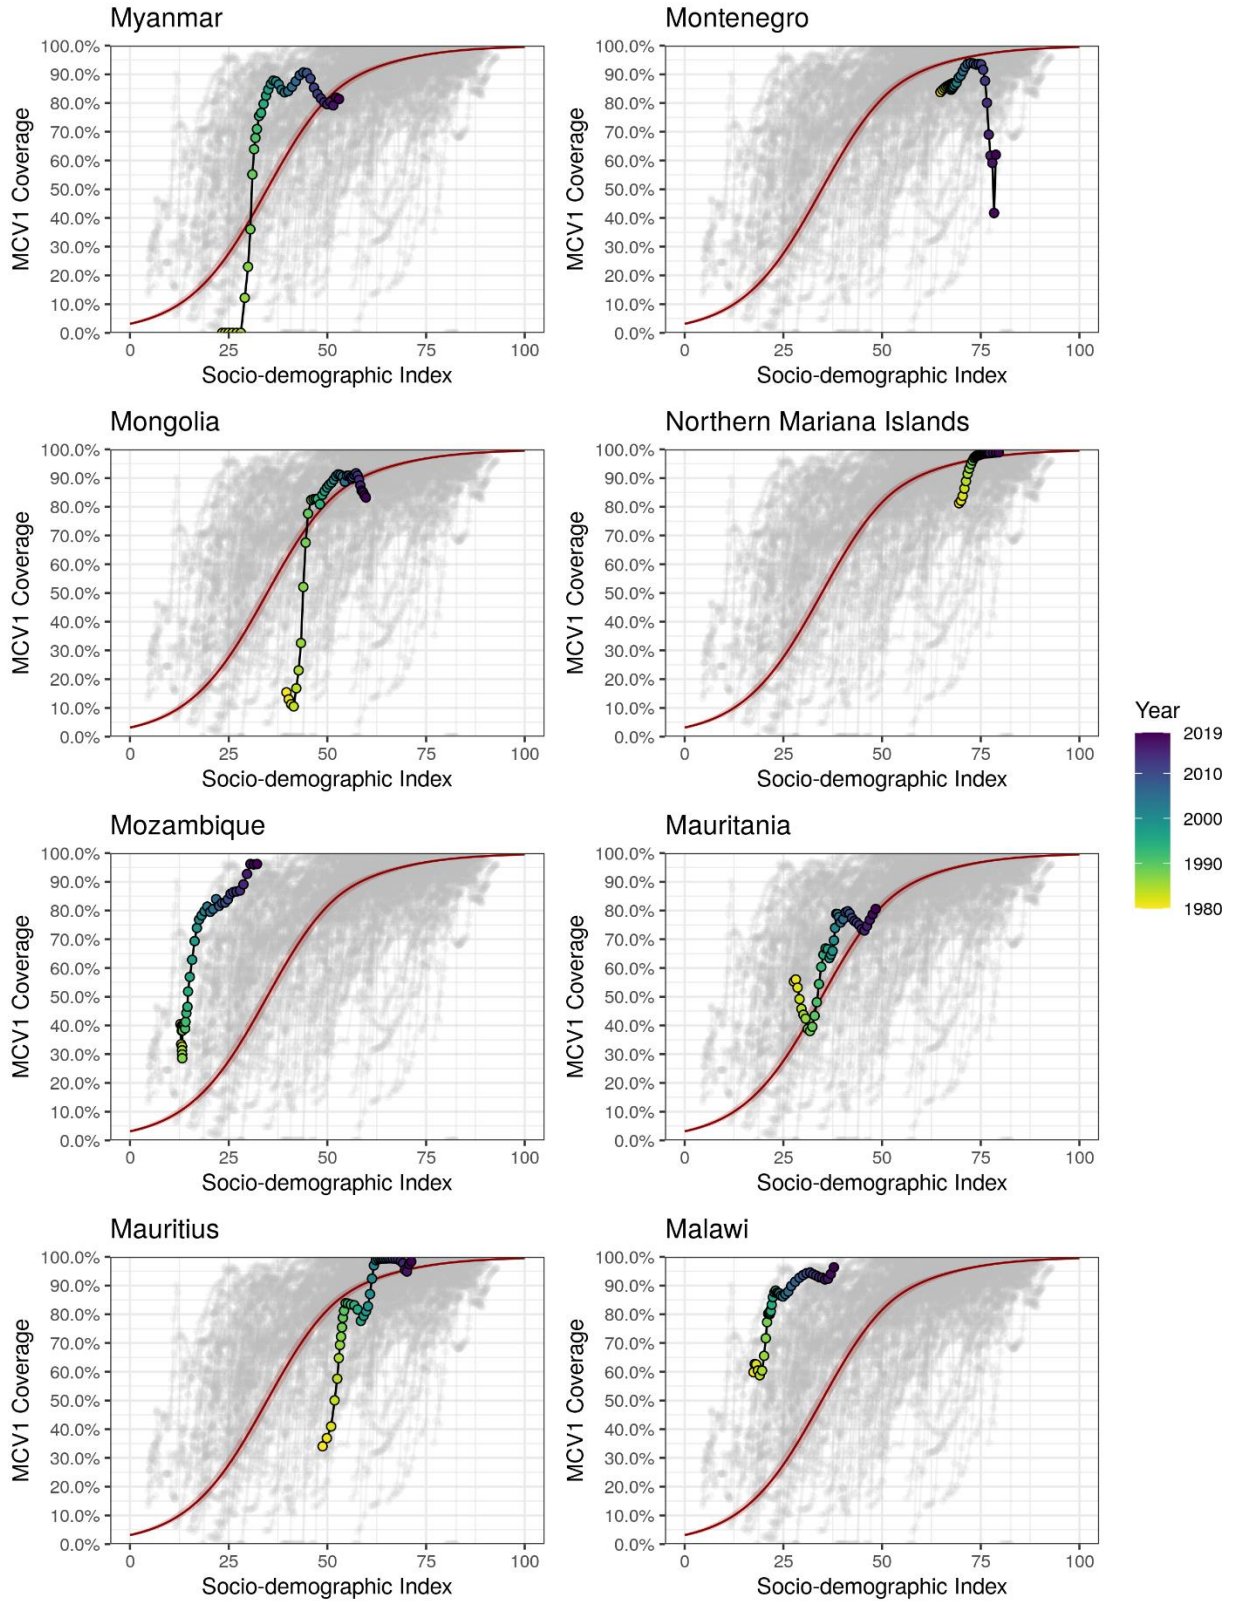 Myanmar
Montenegro
100.0%
90.0%
80.0%
70.0%
60.0%
50.0%
40.0%
30.0%
20.0%
10.0%
0.0%
MCV1 Coverage
0 25 50 75 100
Socio-demographic Index
100.0%
90.0%
80.0%
70.0%
60.0%
50.0%
40.0%
30.0%
20.0%
10.0%
0.0%
MCV1 Coverage
0 25 50 75 100
Socio-demographic Index
Mongolia
Northern Mariana Islands
100.0%
90.0%
80.0%
70.0%
60.0%
50.0%
40.0%
30.0%
20.0%
10.0%
0.0%
MCV1 Coverage
0 25 50 75 100
Socio-demographic Index
100.0%
90.0%
80.0%
70.0%
60.0%
50.0%
40.0%
30.0%
20.0%
10.0%
0.0%
MCV1 Coverage
0 25 50 75 100
Socio-demographic Index
Year
2019
2010
2000
1990
1980
Mozambique
Mauritania
100.0%
90.0%
80.0%
70.0%
60.0%
50.0%
40.0%
30.0%
20.0%
10.0%
0.0%
MCV1 Coverage
0 25 50 75 100
Socio-demographic Index
100.0%
90.0%
80.0%
70.0%
60.0%
50.0%
40.0%
30.0%
20.0%
10.0%
0.0%
MCV1 Coverage
0 25 50 75 100
Socio-demographic Index
Mauritius
Malawi
100.0%
90.0%
80.0%
70.0%
60.0%
50.0%
40.0%
30.0%
20.0%
10.0%
0.0%
MCV1 Coverage
0 25 50 75 100
Socio-demographic Index
100.0%
90.0%
80.0%
70.0%
60.0%
50.0%
40.0%
30.0%
20.0%
10.0%
0.0%
MCV1 Coverage
0 25 50 75 100
Socio-demographic Index